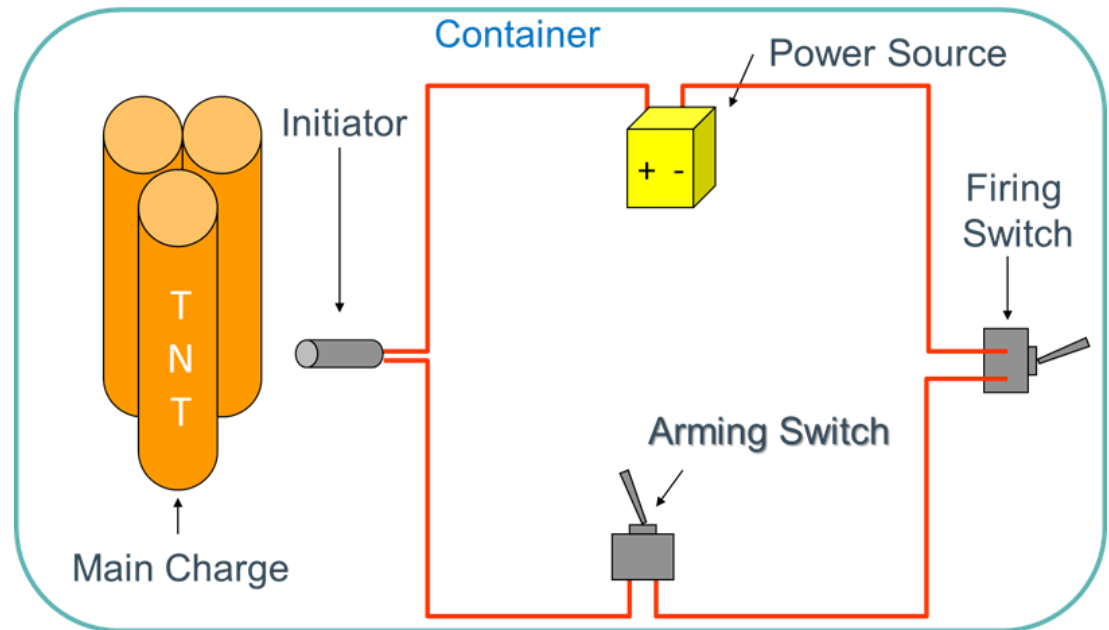 Container
Power Source
Initiator
+ -
Firing
Switch
T
N
T
Arming Switch
Main Charge